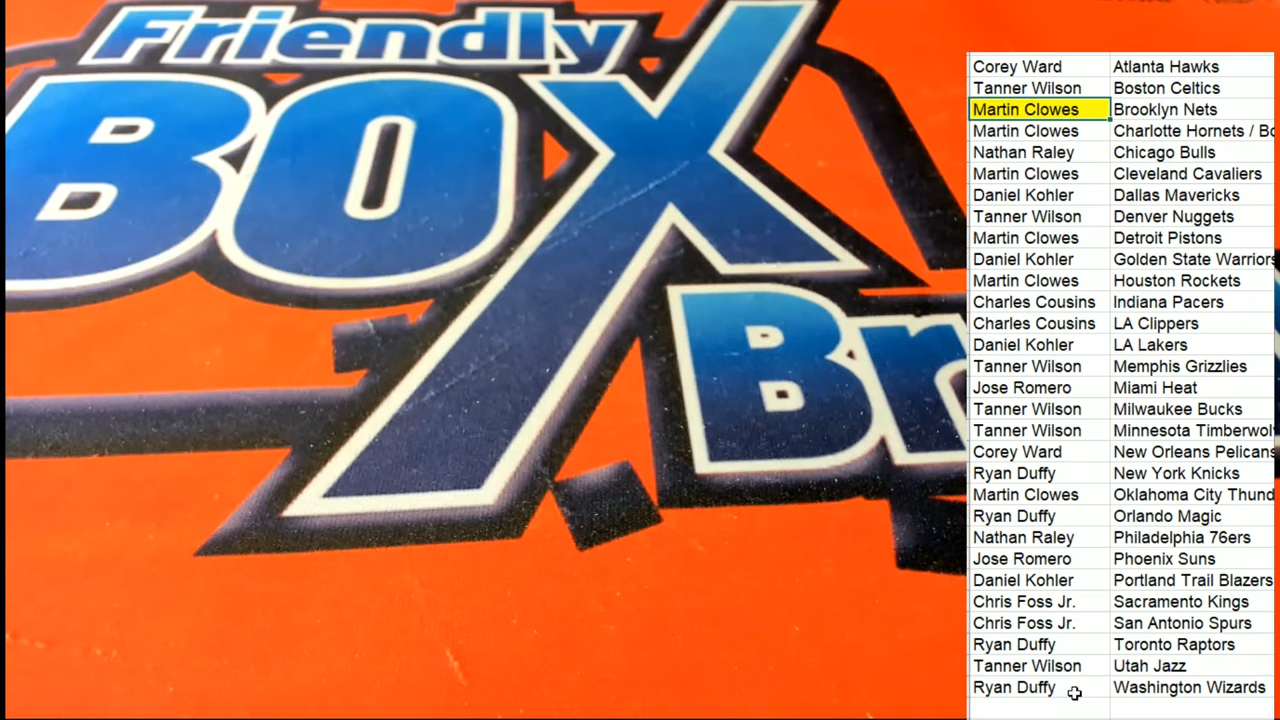 Friendly
BOX
Br
Corey Ward Atlanta Hawks
Tanner Wilson Boston Celtics
Martin Clowes Brooklyn Nets
Martin Clowes Charlotte Hornets / Bo
Nathan Raley Chicago Bulls
Martin Clowes Cleveland Cavaliers
Daniel Kohler Dallas Mavericks
Tanner Wilson Denver Nuggets
Martin Clowes Detroit Pistons
Daniel Kohler Golden State Warriors
Martin Clowes Houston Rockets
Charles Cousins Indiana Pacers
Charles Cousins LA Clippers
Daniel Kohler LA Lakers
Tanner Wilson Memphis Grizzlies
Jose Romero Miami Heat
Tanner Wilson Milwaukee Bucks
Tanner Wilson Minnesota Timberwol
Corey Ward New Orleans Pelicans
Ryan Duffy New York Knicks
Martin Clowes Oklahoma City Thund
Ryan Duffy Orlando Magic
Nathan Raley Philadelphia 76ers
Jose Romero Phoenix Suns
Daniel Kohler Portland Trail Blazers
Chris Foss Jr. Sacramento Kings
Chris Foss Jr. San Antonio Spurs
Ryan Duffy Toronto Raptors
Tanner Wilson Utah Jazz
Ryan Duffy Washington Wizards